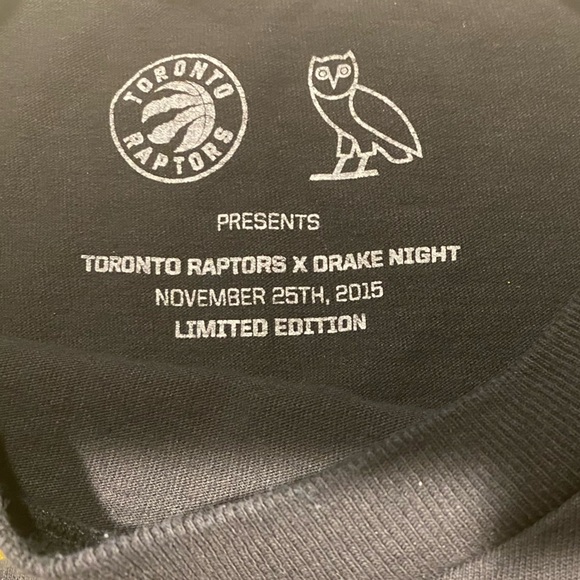 TORONTO
RAPTORS
PRESENTS
TORONTO RAPTORS X DRAKE NIGHT
NOVEMBER 25TH, 2015
LIMITED EDITION